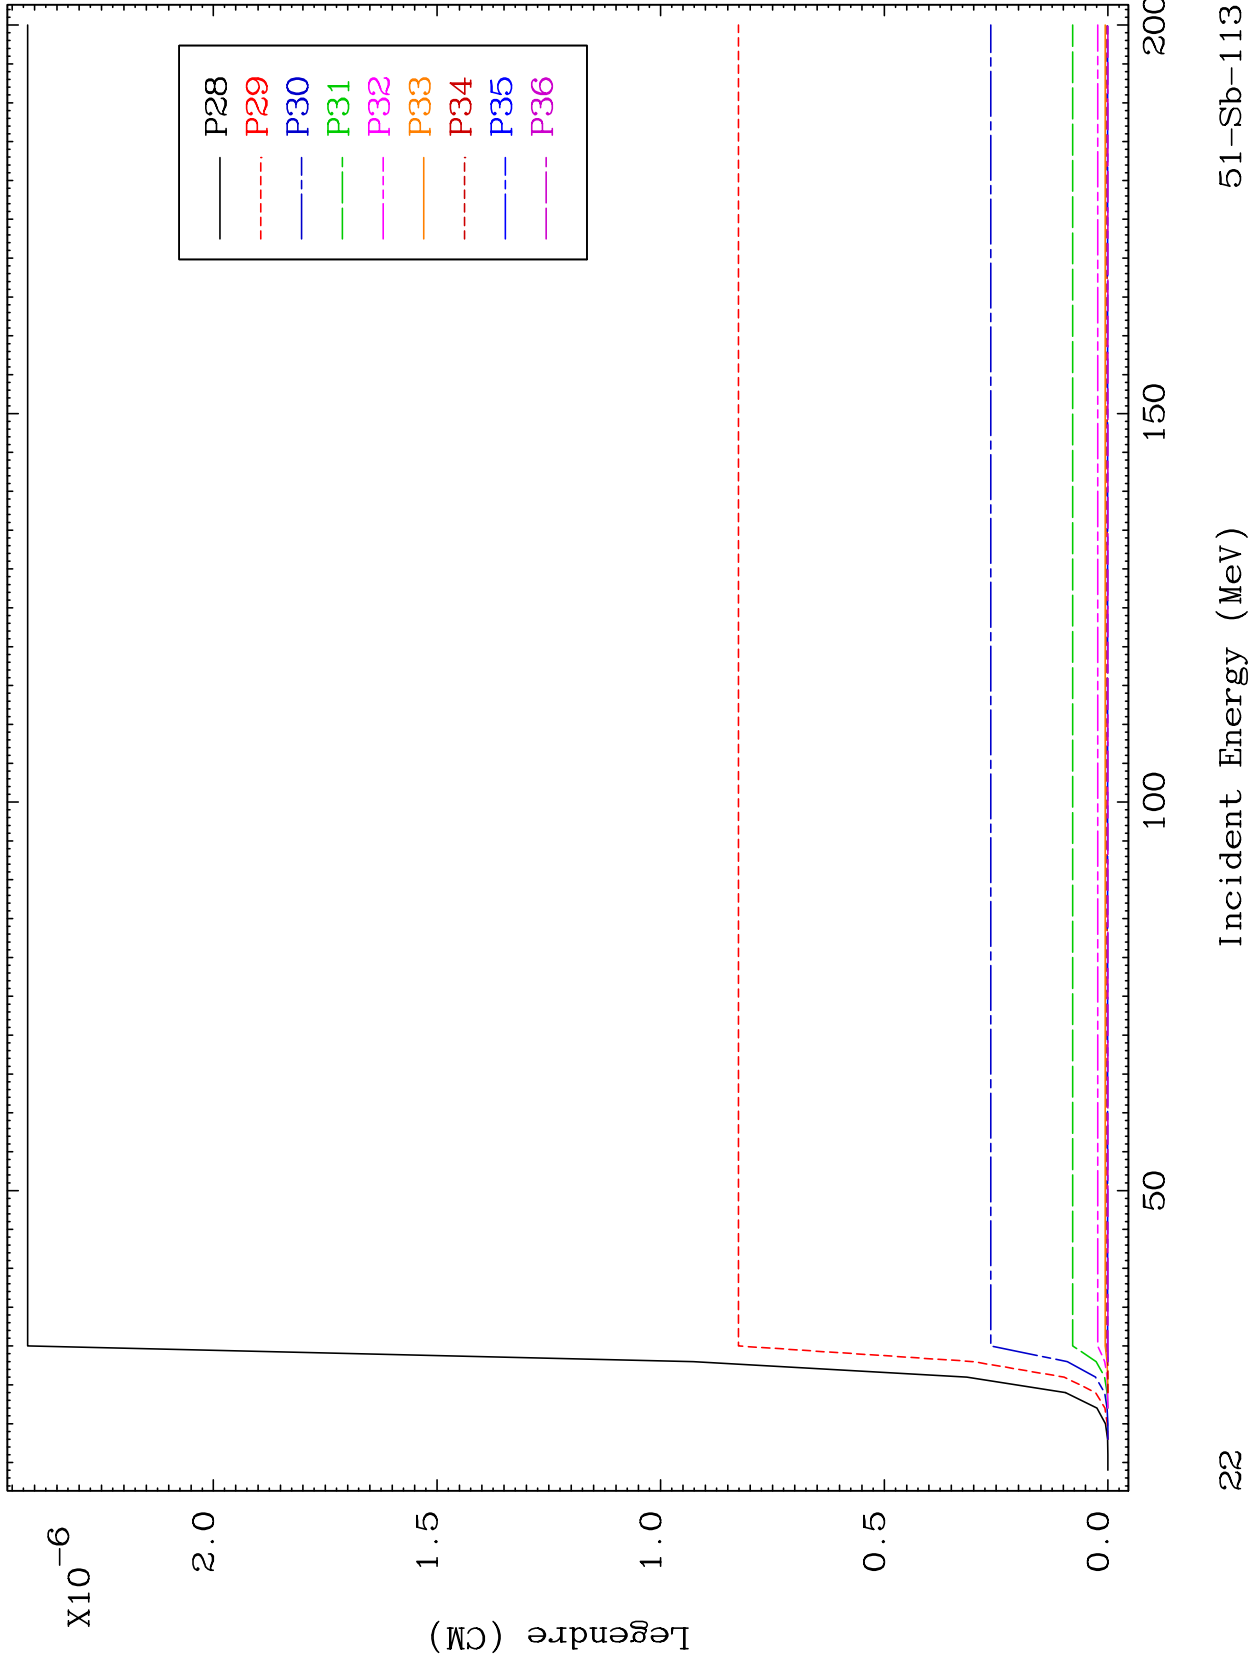 X10-6
2.0
1.5
1.0
0.5
0.0
Legendre (CM)
P28
P29
P30
P31
P32
P33
P34
P35
P36
50
100
150
200
Incident Energy (MeV)
22
51-Sb-113